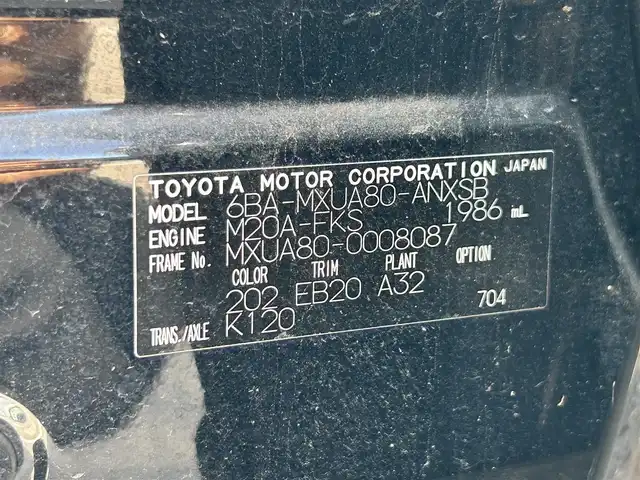 TOYOTA MOTOR CORPORATION JAPAN
MODEL 6BA-MXUA80-ANXSB
ENGINE M20A-FKS 1986 mL
FRAME No. MXUA80-0008087
COLOR TRIM PLANT OPTION
202 EB20 A32
TRANS./AXLE K120 704